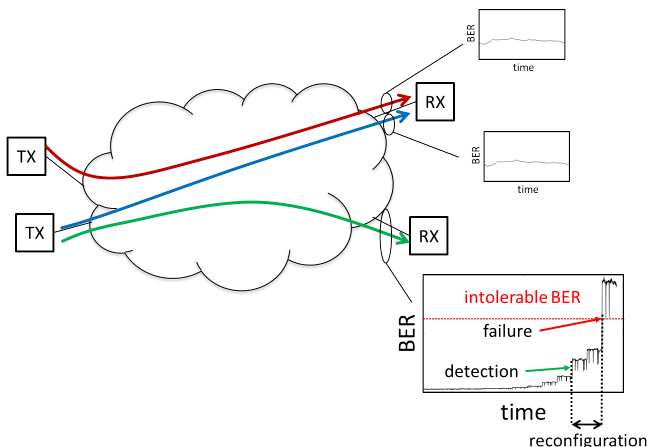 BER
time
RX
TX
BER
time
TX
RX
intolerable BER
failure
BER
detection
time
reconfiguration